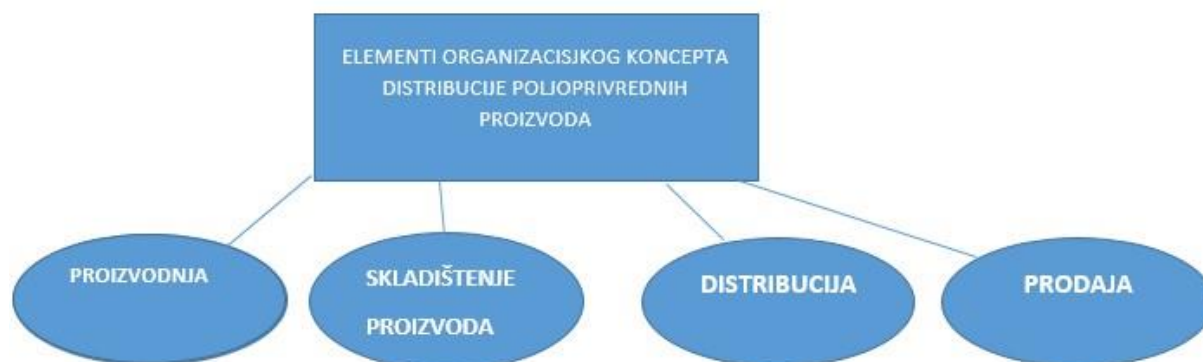 ELEMENTI ORGANIZACISJKOG KONCEPTA
DISTRIBUCIJE POLJOPRIVREDNIH
PROIZVODA
PROIZVODNJA
SKLADIŠTENJE
PROIZVODA
DISTRIBUCIJA
PRODAJA